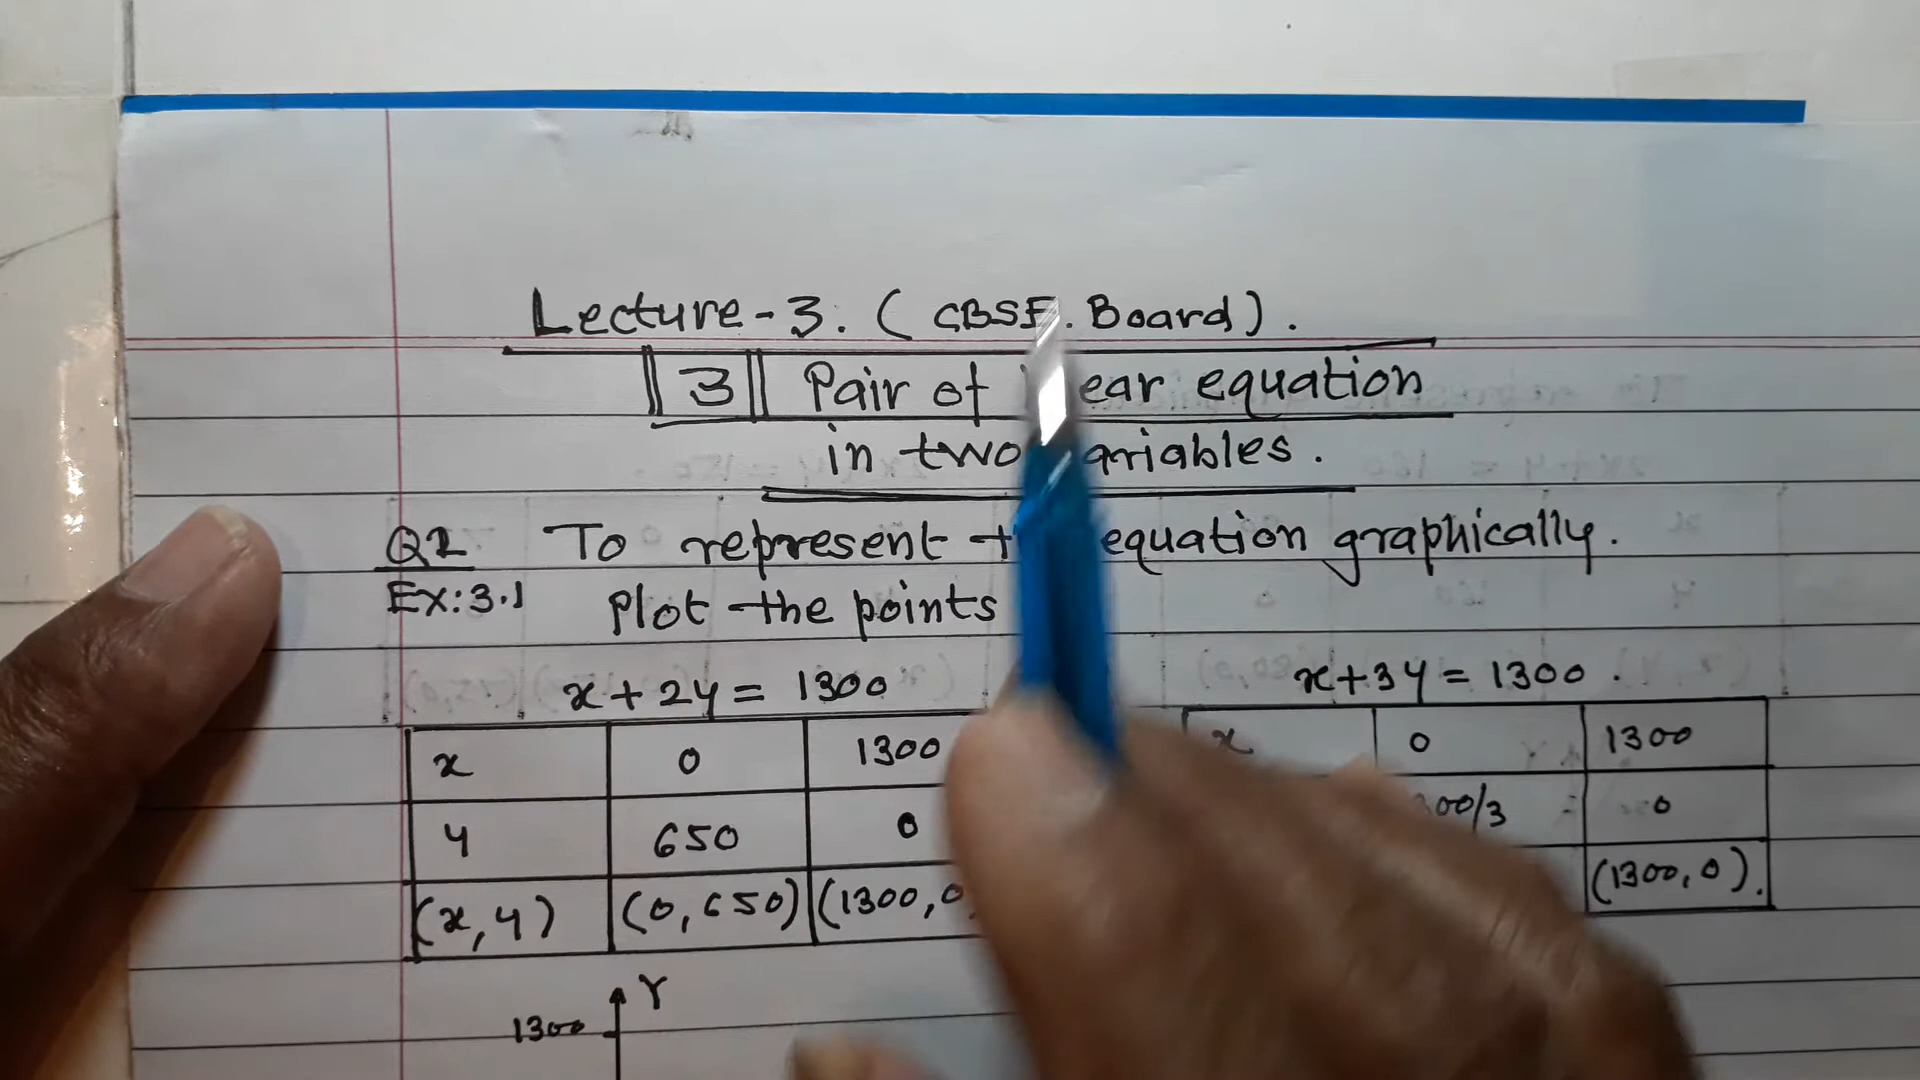 Lecture-3. ( CBSE. Board).
3 Pair of ear equation
in two ariables.
Q2 To represent equation graphically.
Ex: 3.1 Plot the points
x + 2y = 1300
x+3y = 1300.
x 0 1300
y 650 0
(x, y) (0, 650) (1300, 0
x 0 1300
00/3 0
(1300, 0).
Y
1300